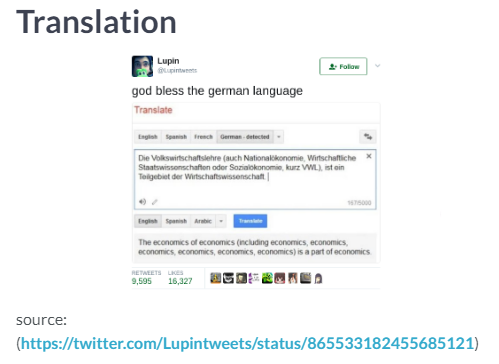 Translation
Lupin
@Lupintweets
Follow
god bless the german language
Translate
English Spanish French German - detected
Die Volkswirtschaftslehre (auch Nationalökonomie, Wirtschaftliche
Staatswissenschaften oder Sozialökonomie, kurz VWL), ist ein
Teilgebiet der Wirtschaftswissenschaft.
157/5000
English Spanish Arabic Translate
The economics of economics (including economics, economics,
economics, economics, economics, economics) is a part of economics.
RETWEETS LIKES
9,595 16,327
source:
(https://twitter.com/Lupintweets/status/865533182455685121)